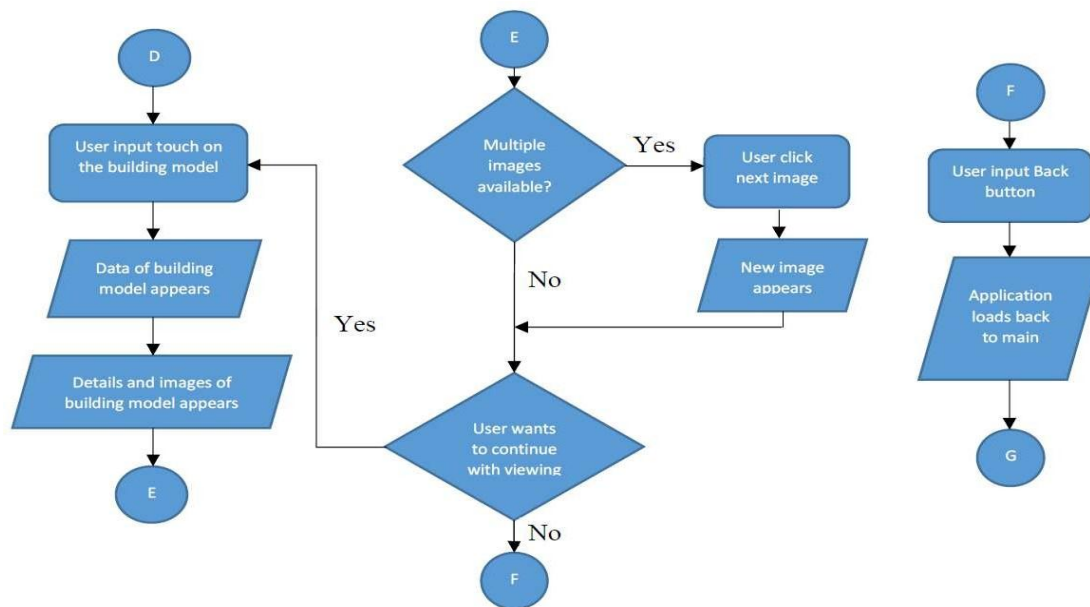 D
User input touch on
the building model
Data of building
model appears
Details and images of
building model appears
E
E
Multiple
images
available?
Yes
User click
next image
New image
appears
No
Yes
User wants
to continue
with viewing
No
F
F
User input Back
button
Application
loads back
to main
G